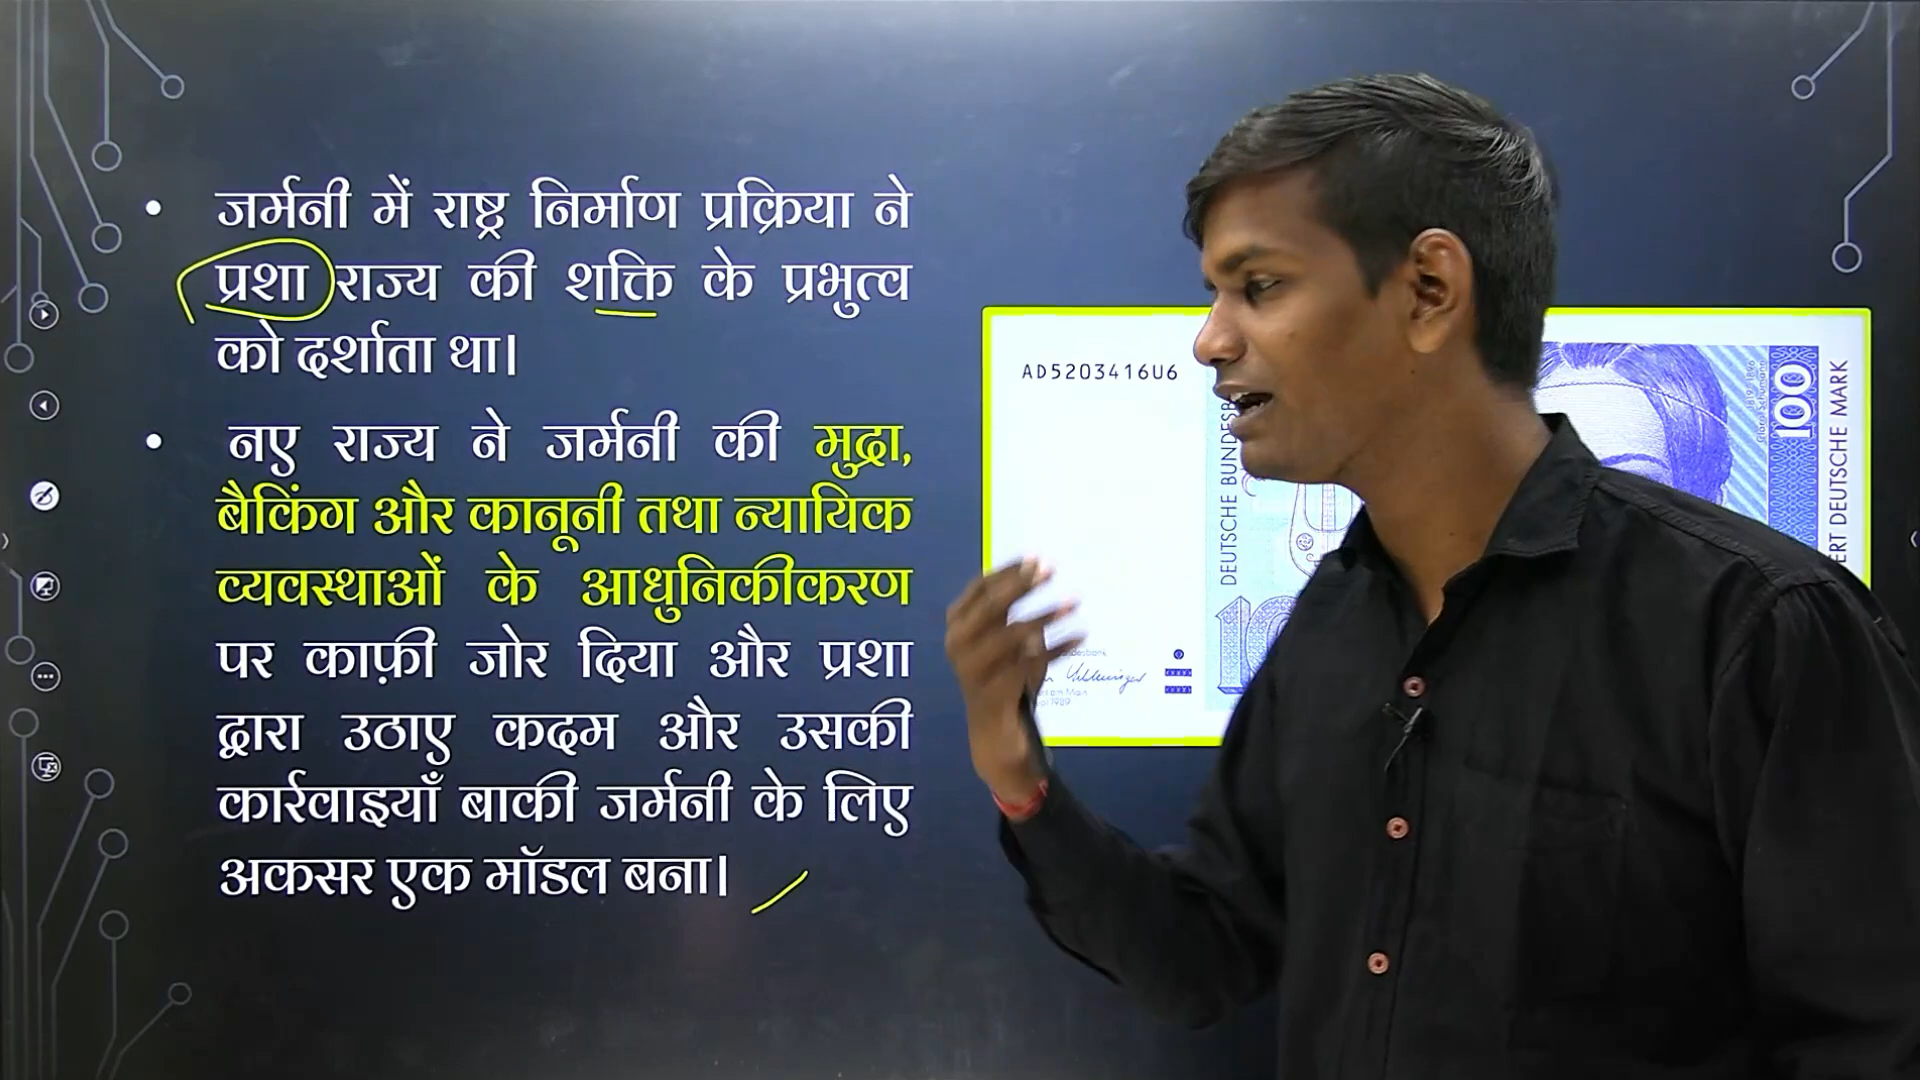 जर्मनी में राष्ट्र निर्माण प्रक्रिया ने
प्रशा राज्य की शक्ति के प्रभुत्व
को दर्शाता था।
नए राज्य ने जर्मनी की मुद्रा,
बैकिंग और कानूनी तथा न्यायिक
व्यवस्थाओं के आधुनिकीकरण
पर काफ़ी जोर दिया और प्रशा
द्वारा उठाए कदम और उसकी
कार्रवाइयाँ बाकी जर्मनी के लिए
अकसर एक मॉडल बना।
AD5203416U6
DEUTSCHE
100
DEUTSCHE MARK